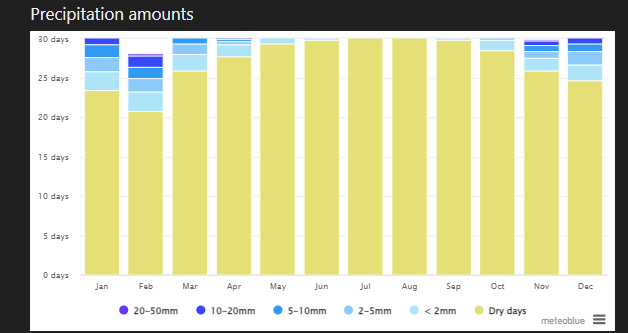 Precipitation amounts
30 days
25 days
20 days
15 days
10 days
5 days
0 days
Jan Feb Mar Apr May Jun Jul Aug Sep Oct Nov Dec
20-50mm 10-20mm 5-10mm 2-5mm < 2mm Dry days
meteoblue